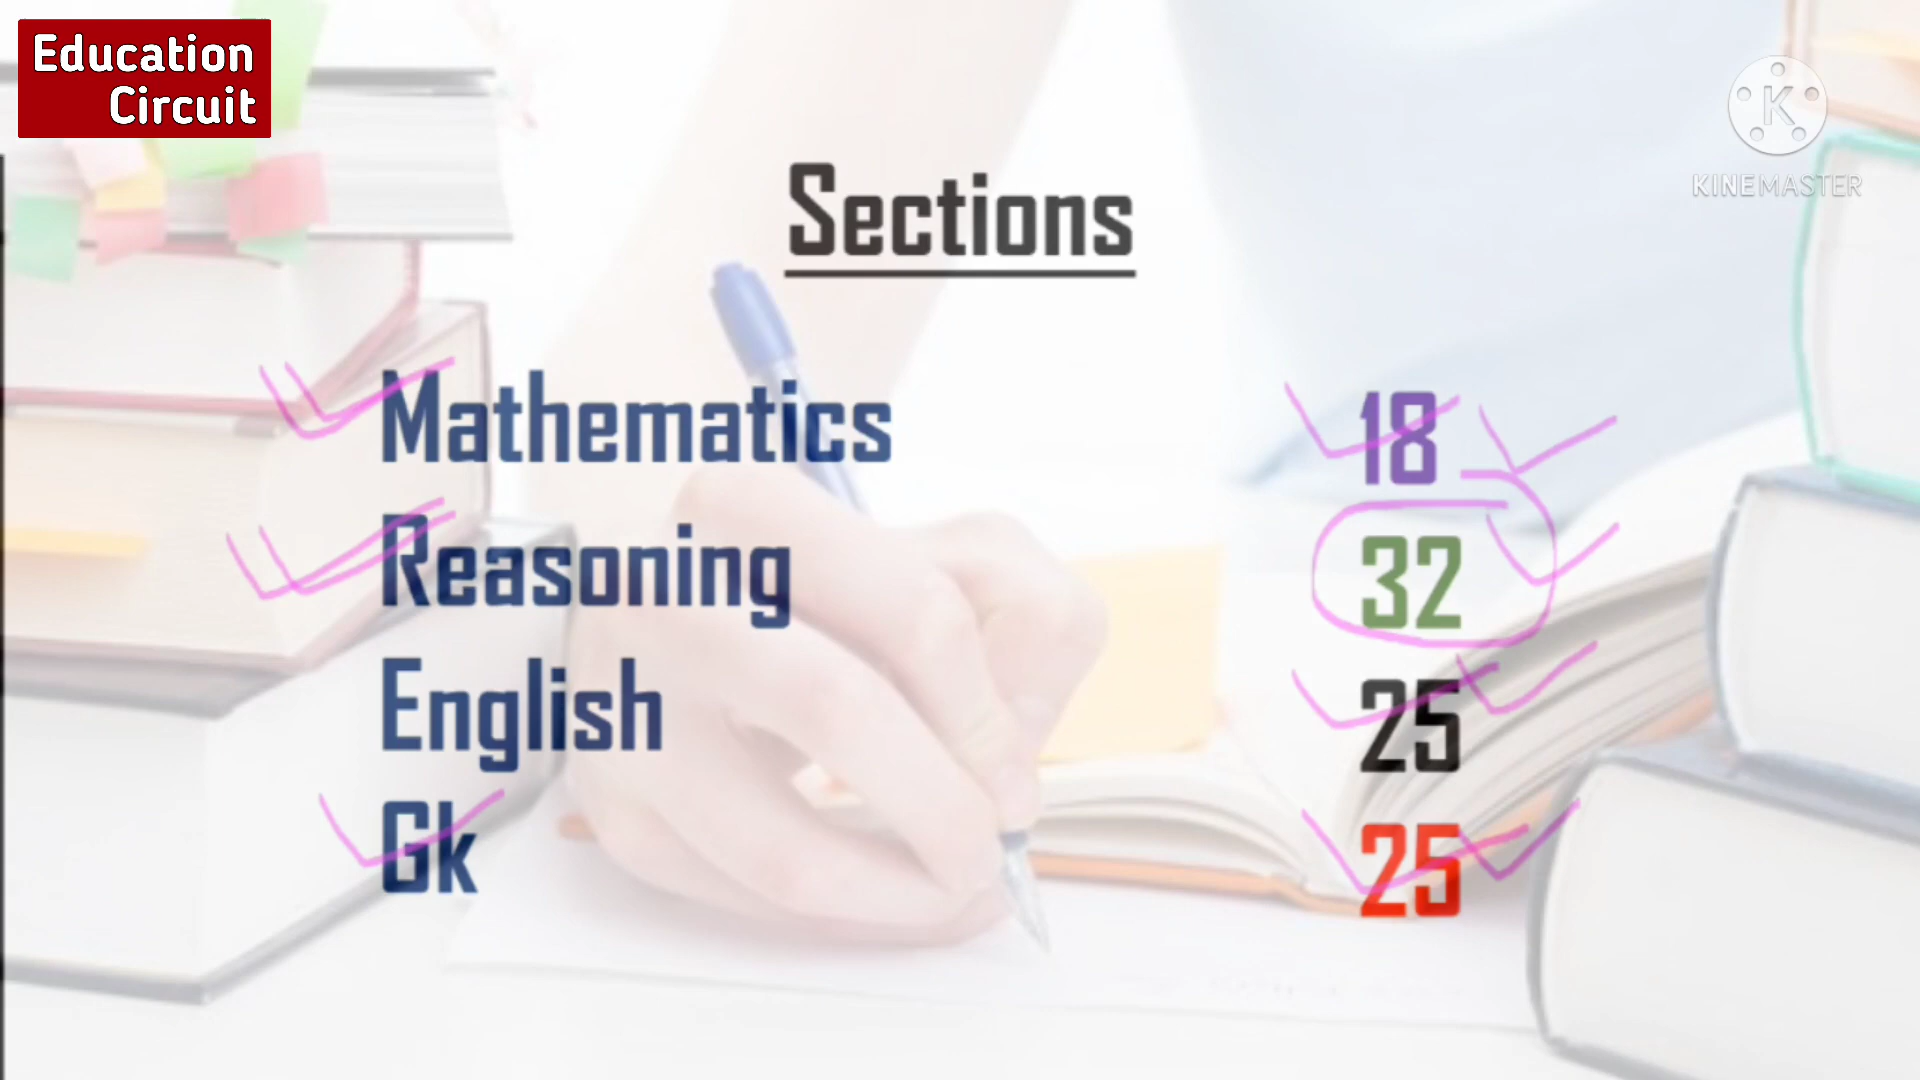 Education
Circuit
KINEMASTER
Sections
Mathematics 18
Reasoning 32
English 25
Gk 25